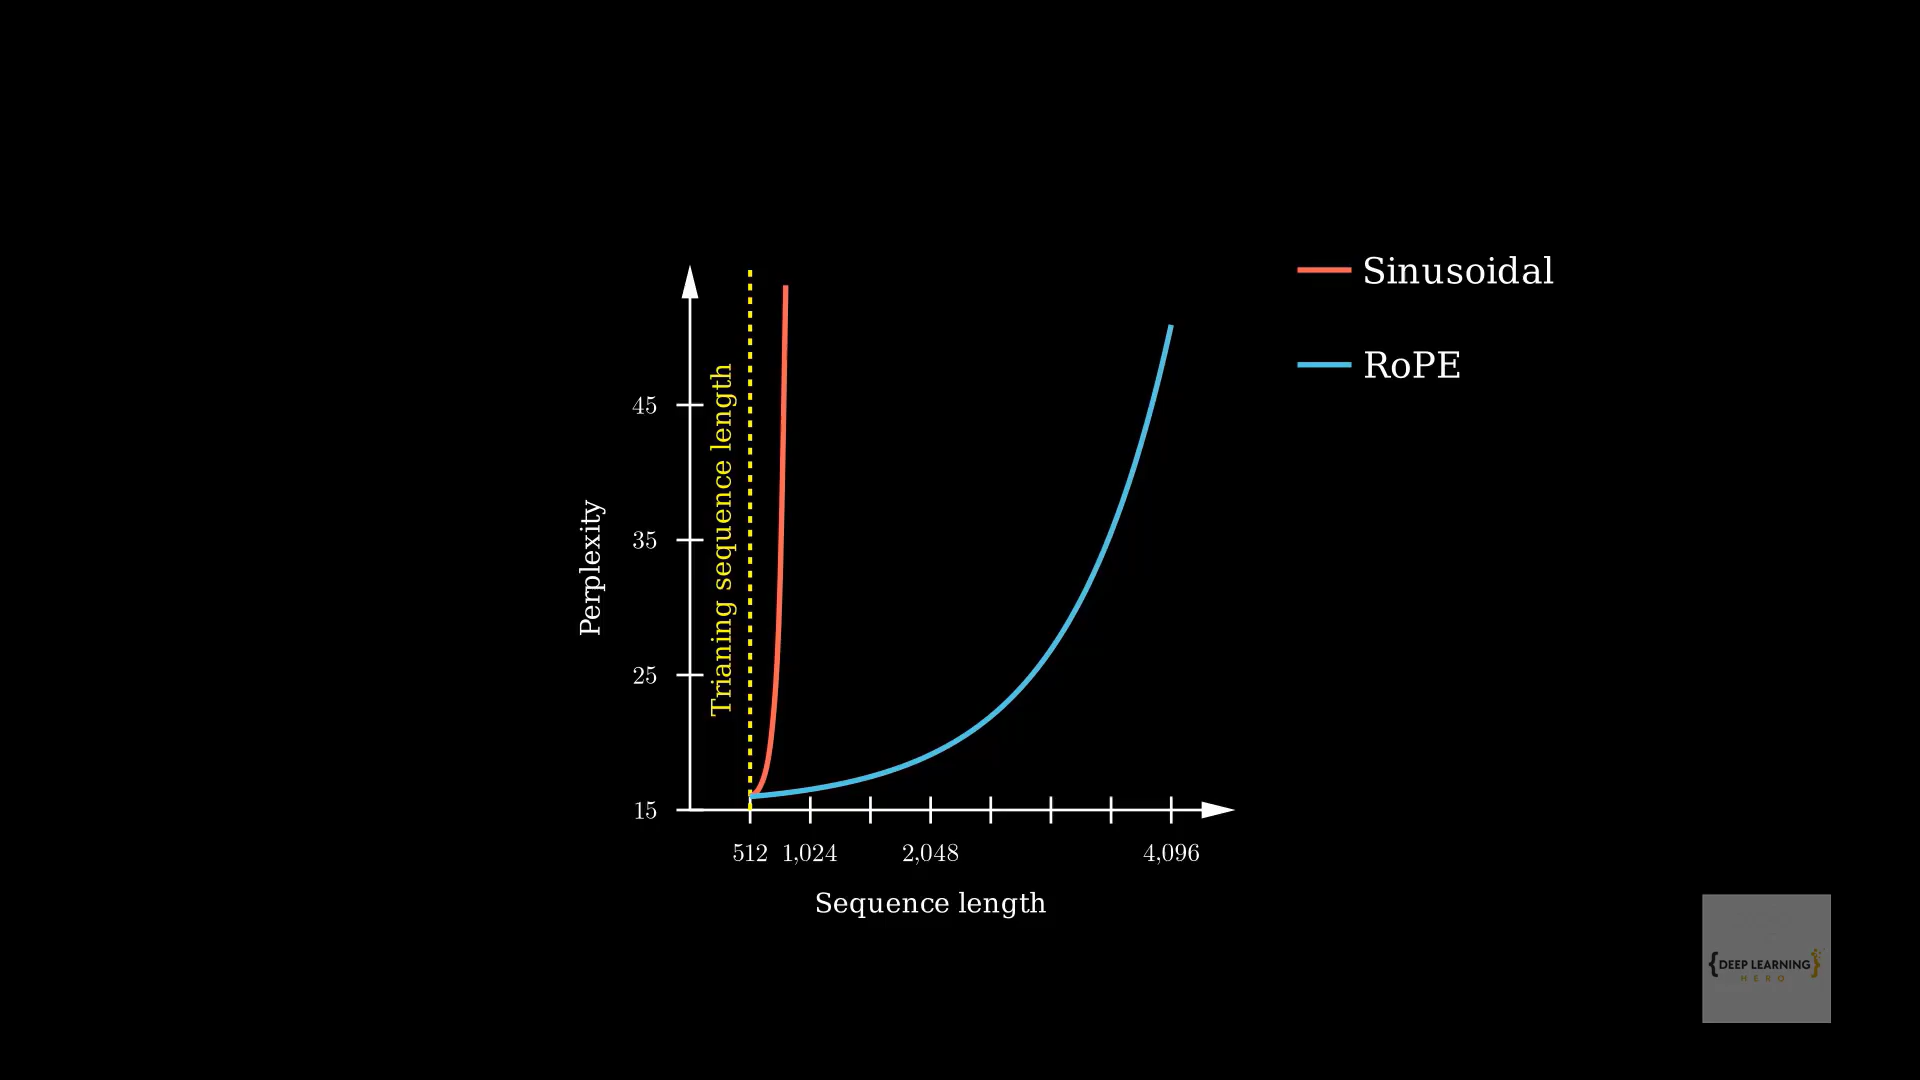 Sinusoidal
RoPE
Perplexity
45
35
25
15
Trianing sequence length
512
1,024
2,048
4,096
Sequence length
{DEEP LEARNING}
HERO